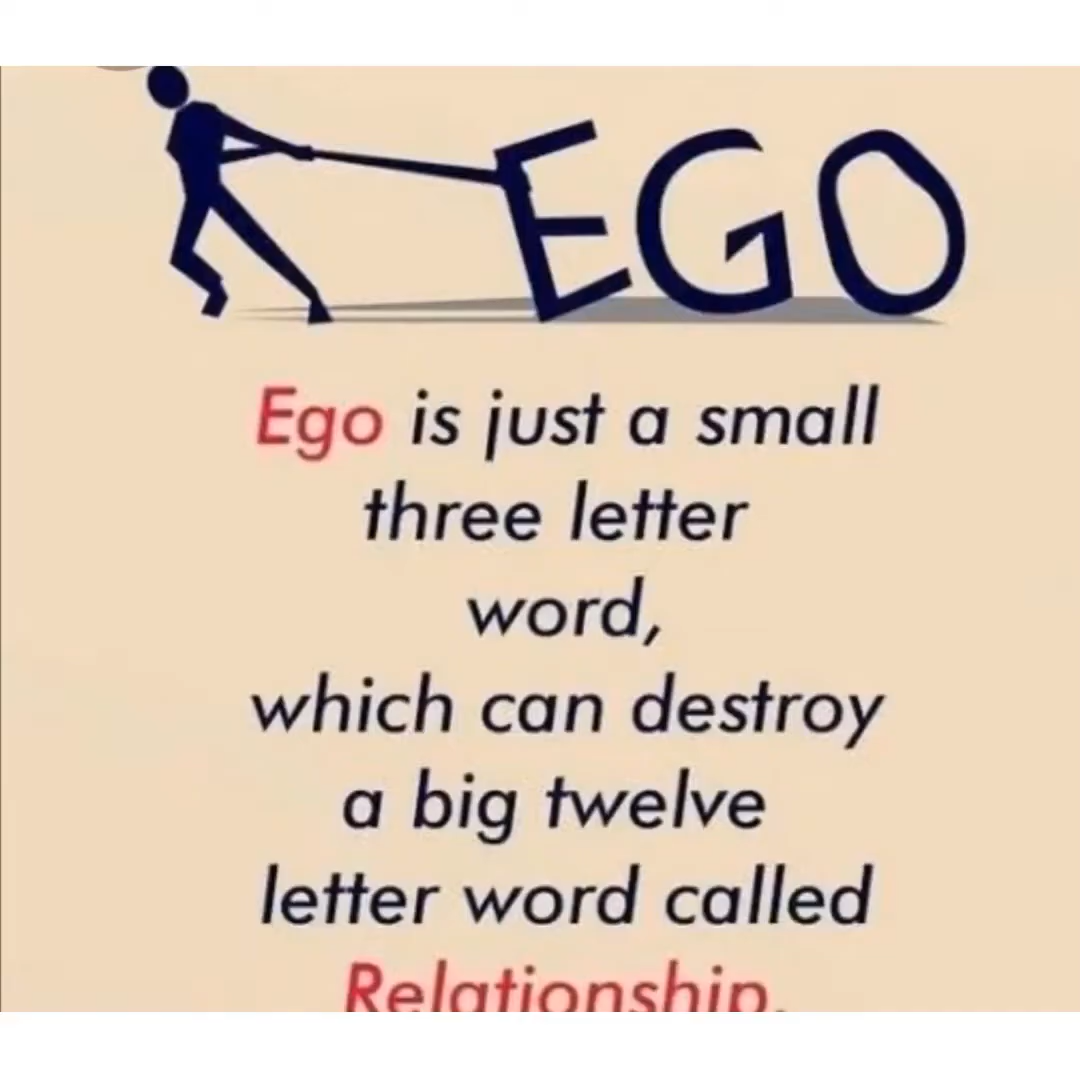 EGO
Ego is just a small
three letter
word,
which can destroy
a big twelve
letter word called
Relationship.